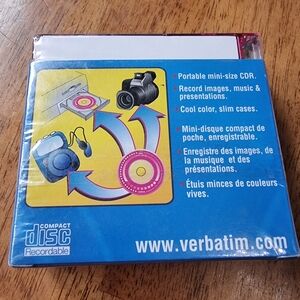 Portable mini-size CDR.
Record images, music &
presentations.
Cool color, slim cases.
Mini-disque compact de
poche, enregistrable.
Enregistre des images, de
la musique et des
présentations.
Étuis minces de couleurs
vives.
COMPACT
disc
Recordable
www.verbatim.com